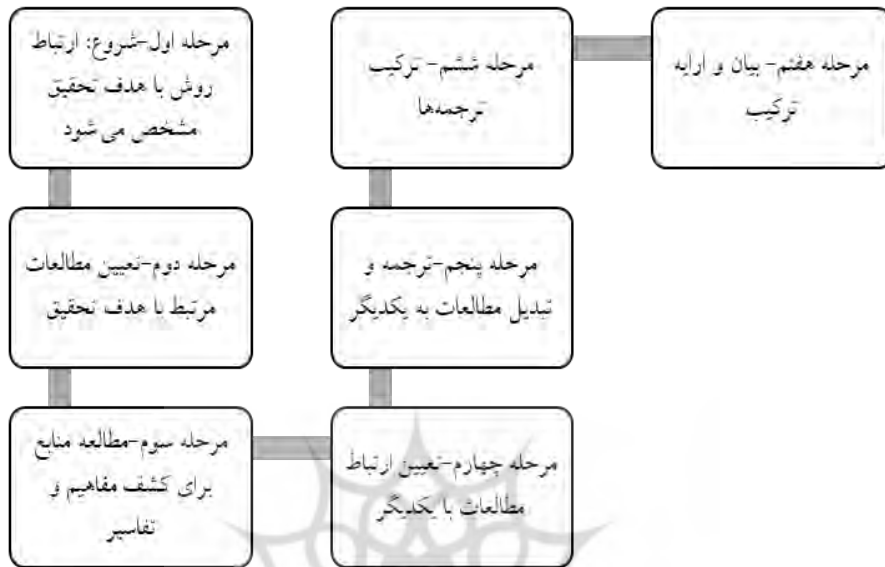 مرحله اول-شروع: ارتباط
روش با هدف تحقیق
مشخص می شود
مرحله دوم-تعیین مطالعات
مرتبط با هدف تحقیق
مرحله سوم-مطالعه منابع
برای کشف مفاهیم و
تفاسیر
مرحله چهارم-تعیین ارتباط
مطالعات با یکدیگر
مرحله پنجم-ترجمه و
تبدیل مطالعات به یکدیگر
مرحله ششم- ترکیب
ترجمه‌ها
مرحله هفتم- بیان و ارایه
ترکیب